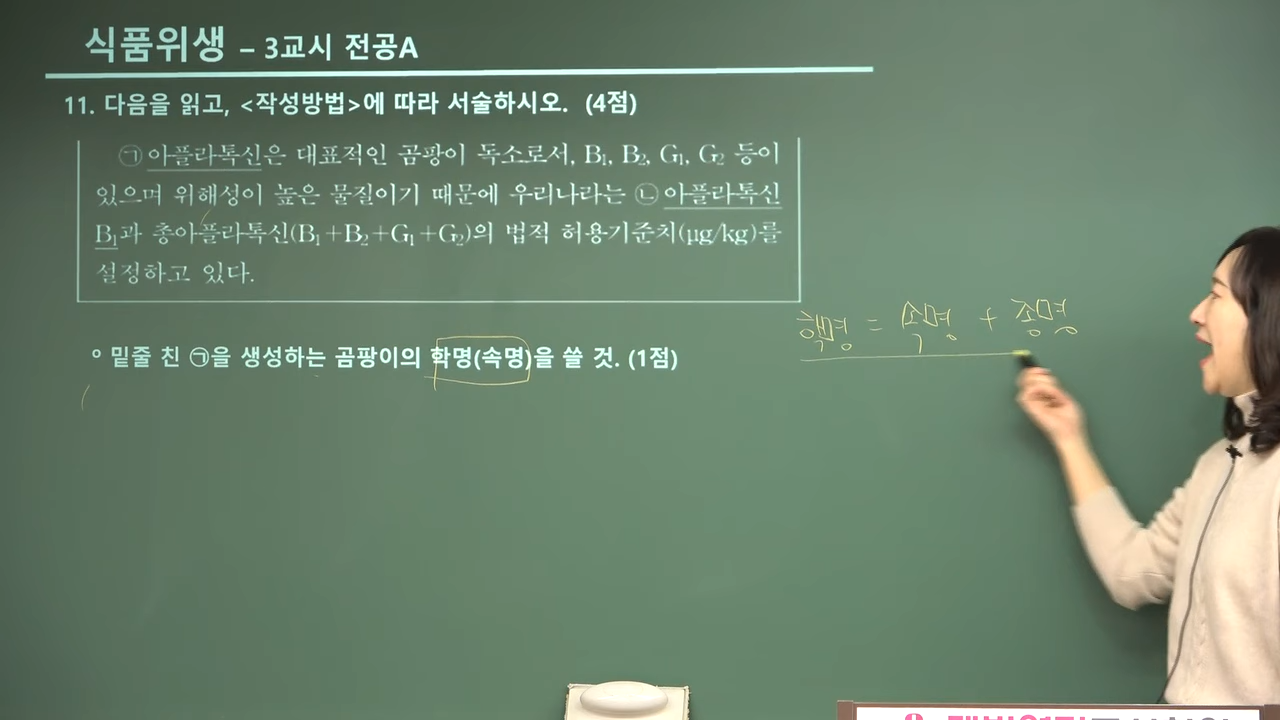 식품위생 – 3교시 전공A
11. 다음을 읽고, <작성방법>에 따라 서술하시오. (4점)
㉠ 아플라톡신은 대표적인 곰팡이 독소로서, B₁, B₂, G₁, G₂ 등이
있으며 위해성이 높은 물질이기 때문에 우리나라는 ㉡ 아플라톡신
B₁과 총아플라톡신(B₁+B₂+G₁+G₂)의 법적 허용기준치(μg/kg)를
설정하고 있다.
학명 = 속명 + 종명
° 밑줄 친 ㉠을 생성하는 곰팡이의 학명(속명)을 쓸 것. (1점)